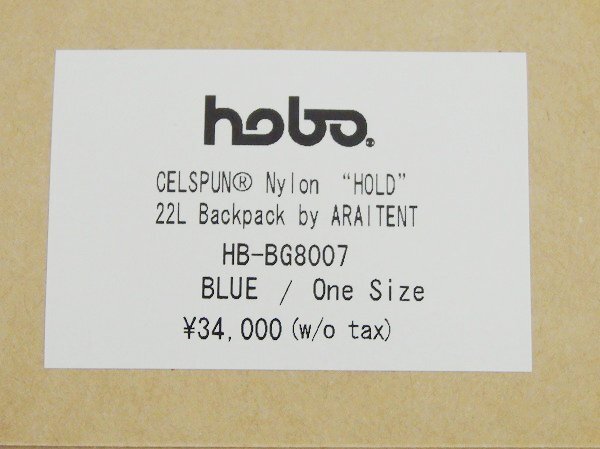 hobo.
CELSPUN® Nylon “HOLD”
22L Backpack by ARAITENT
HB-BG8007
BLUE / One Size
¥34,000 (w/o tax)